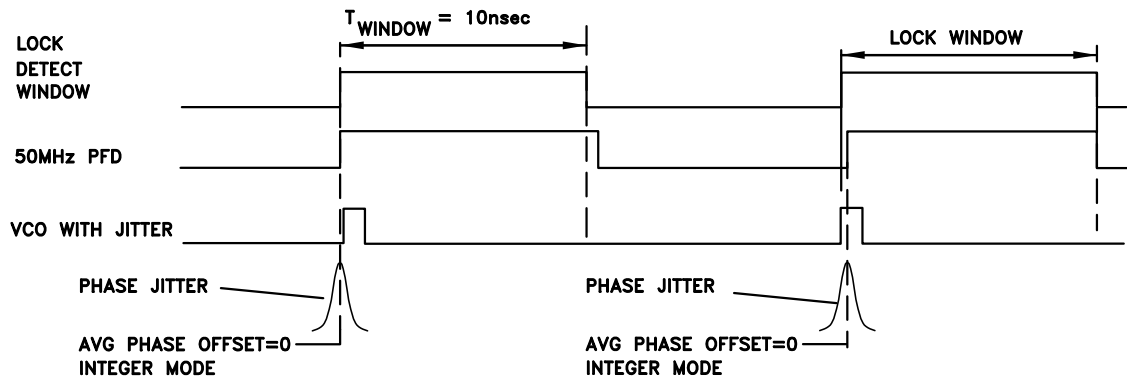 T WINDOW = 10nsec
LOCK WINDOW
LOCK
DETECT
WINDOW
50MHz PFD
VCO WITH JITTER
PHASE JITTER
PHASE JITTER
AVG PHASE OFFSET=0
INTEGER MODE
AVG PHASE OFFSET=0
INTEGER MODE